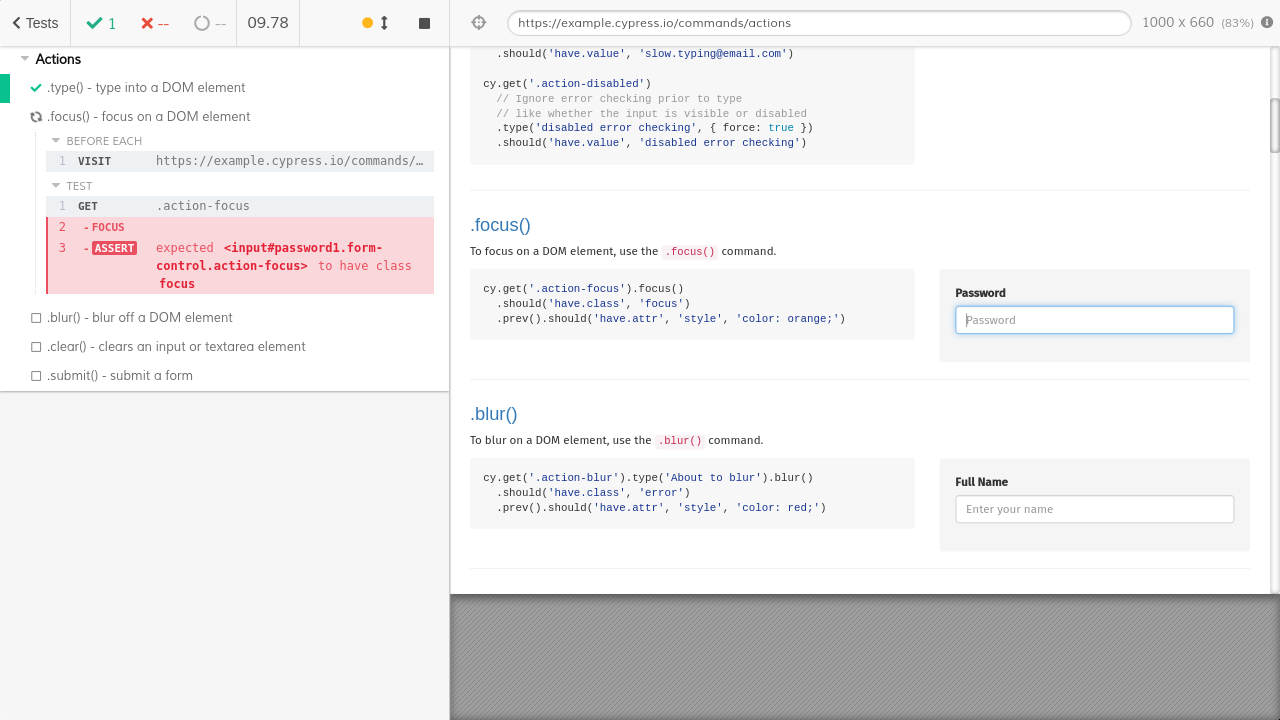 Tests
1
--
--
09.78
https://example.cypress.io/commands/actions
1000 x 660 (83%)
Actions
.type() - type into a DOM element
.focus() - focus on a DOM element
BEFORE EACH
1 VISIT https://example.cypress.io/commands/…
TEST
1 GET .action-focus
2 - FOCUS
3 - ASSERT expected <input#password1.form-
control.action-focus> to have class
focus
.blur() - blur off a DOM element
.clear() - clears an input or textarea element
.submit() - submit a form
.should('have.value', 'slow.typing@email.com')
cy.get('.action-disabled')
// Ignore error checking prior to type
// like whether the input is visible or disabled
.type('disabled error checking', { force: true })
.should('have.value', 'disabled error checking')
.focus()
To focus on a DOM element, use the .focus() command.
cy.get('.action-focus').focus()
.should('have.class', 'focus')
.prev().should('have.attr', 'style', 'color: orange;')
Password
Password
.blur()
To blur on a DOM element, use the .blur() command.
cy.get('.action-blur').type('About to blur').blur()
.should('have.class', 'error')
.prev().should('have.attr', 'style', 'color: red;')
Full Name
Enter your name